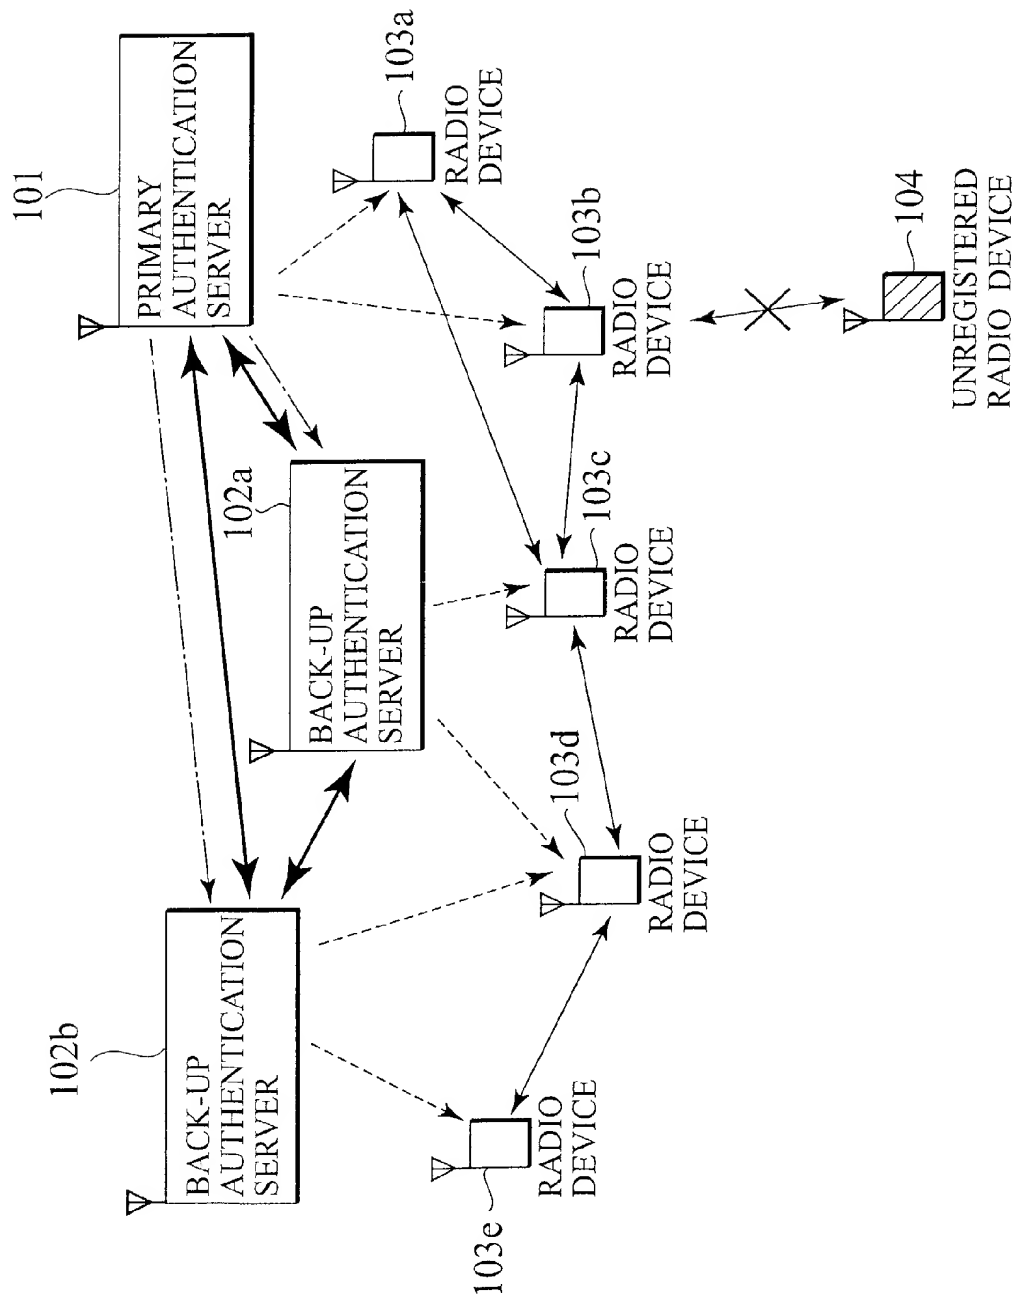 101
PRIMARY
AUTHENTICATION
SERVER
102a
BACK-UP
AUTHENTICATION
SERVER
102b
BACK-UP
AUTHENTICATION
SERVER
103a
RADIO
DEVICE
103b
RADIO
DEVICE
103c
RADIO
DEVICE
103d
RADIO
DEVICE
103e
RADIO
DEVICE
104
UNREGISTERED
RADIO DEVICE